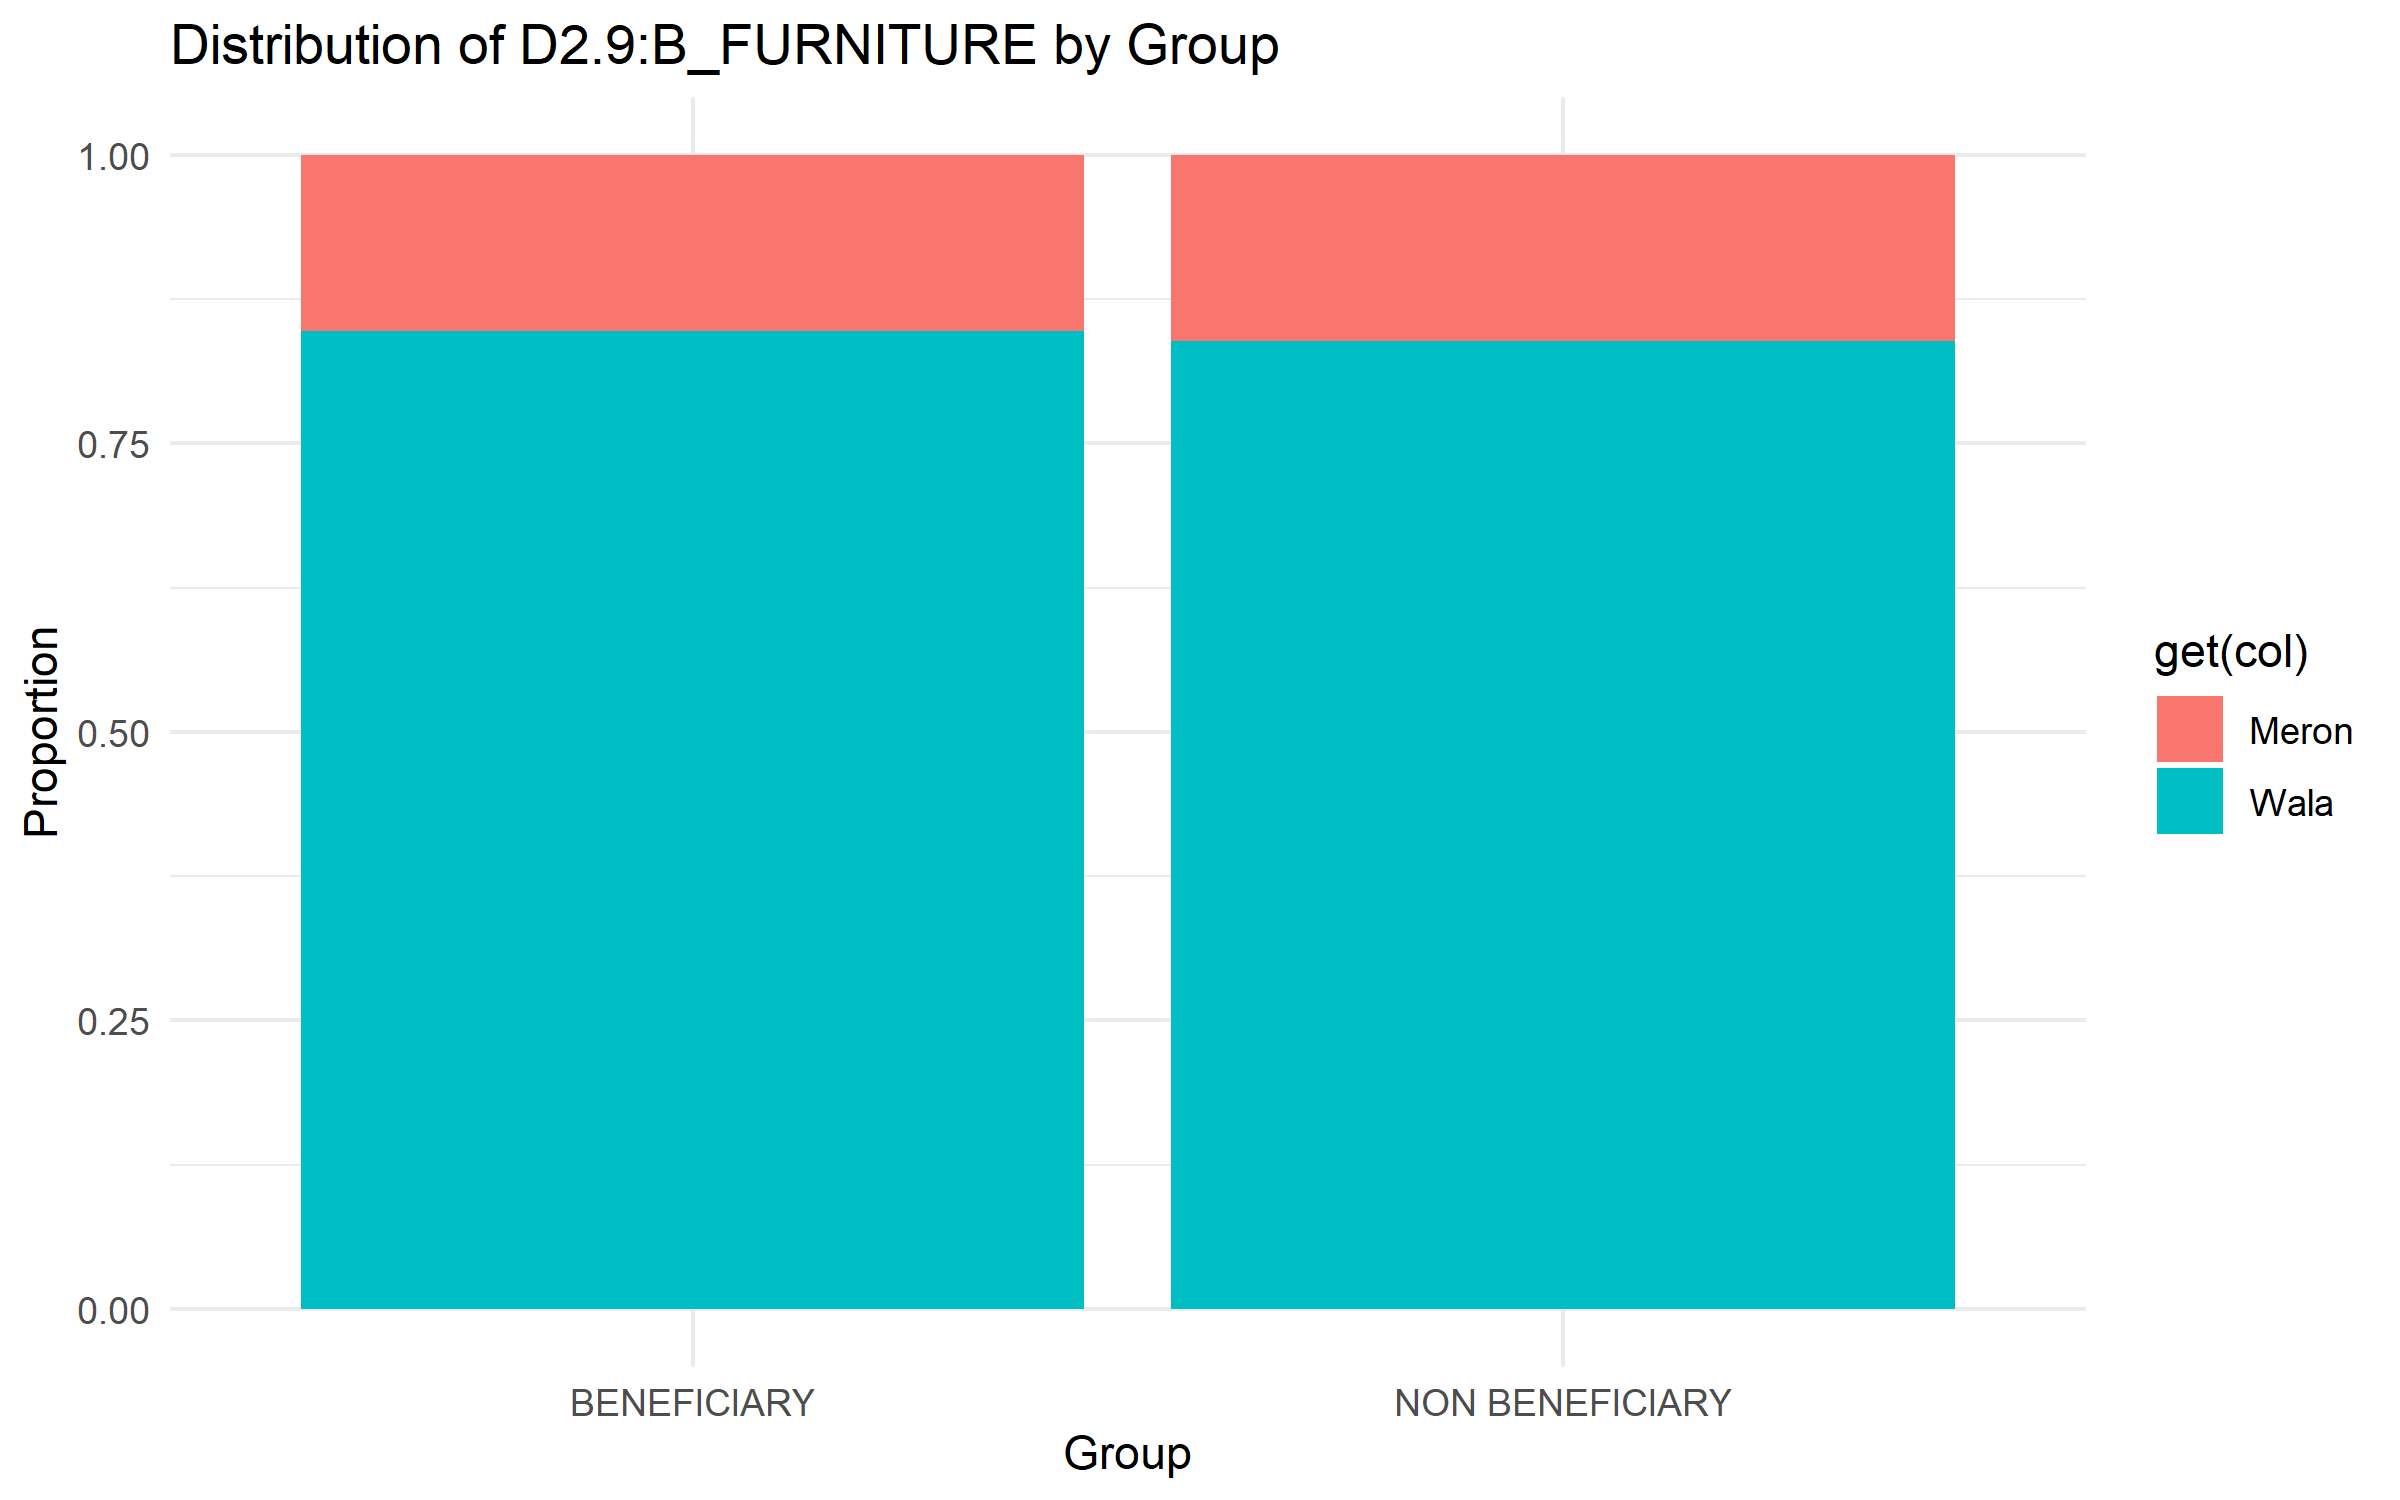 Distribution of D2.9:B_FURNITURE by Group
1.00
0.75
0.50
0.25
0.00
Proportion
BENEFICIARY
NON BENEFICIARY
Group
get(col)
Meron
Wala